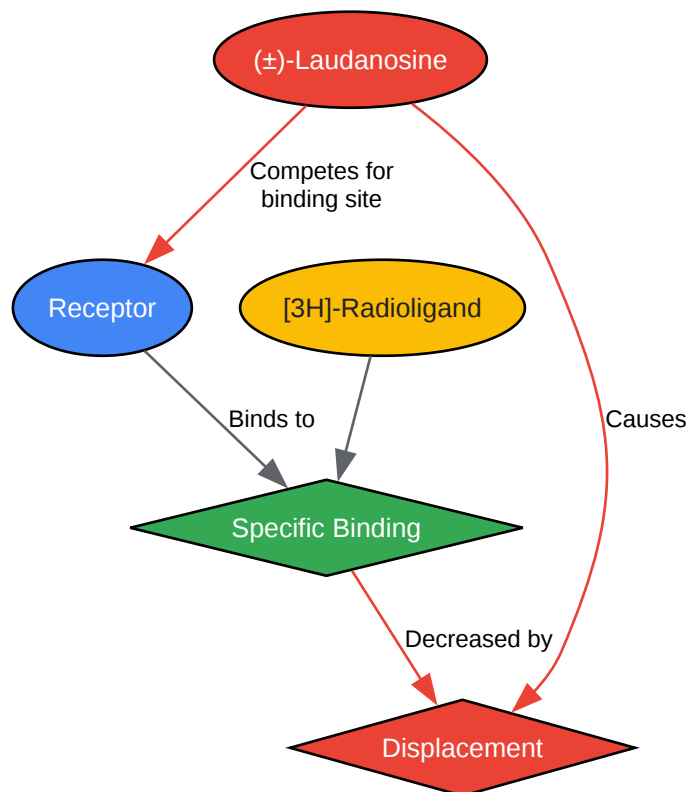 (±)-Laudanosine
Competes for
binding site
Receptor
[3H]-Radioligand
Binds to
Causes
Specific Binding
Decreased by
Displacement